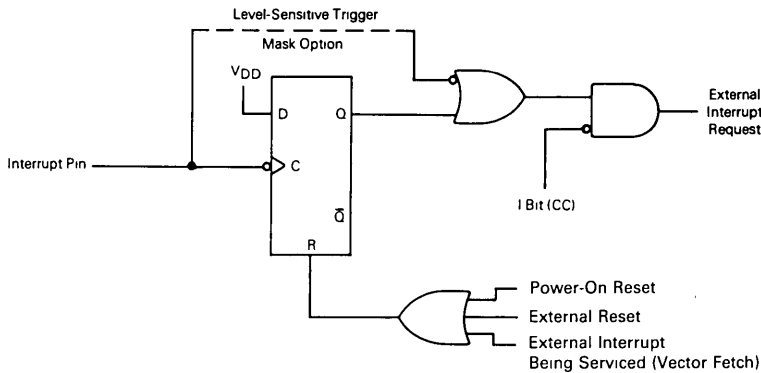 Level-Sensitive Trigger
Mask Option
VDD
D
Q
External
Interrupt
Request
Interrupt Pin
C
I Bit (CC)
Q̅
R
Power-On Reset
External Reset
External Interrupt
Being Serviced (Vector Fetch)